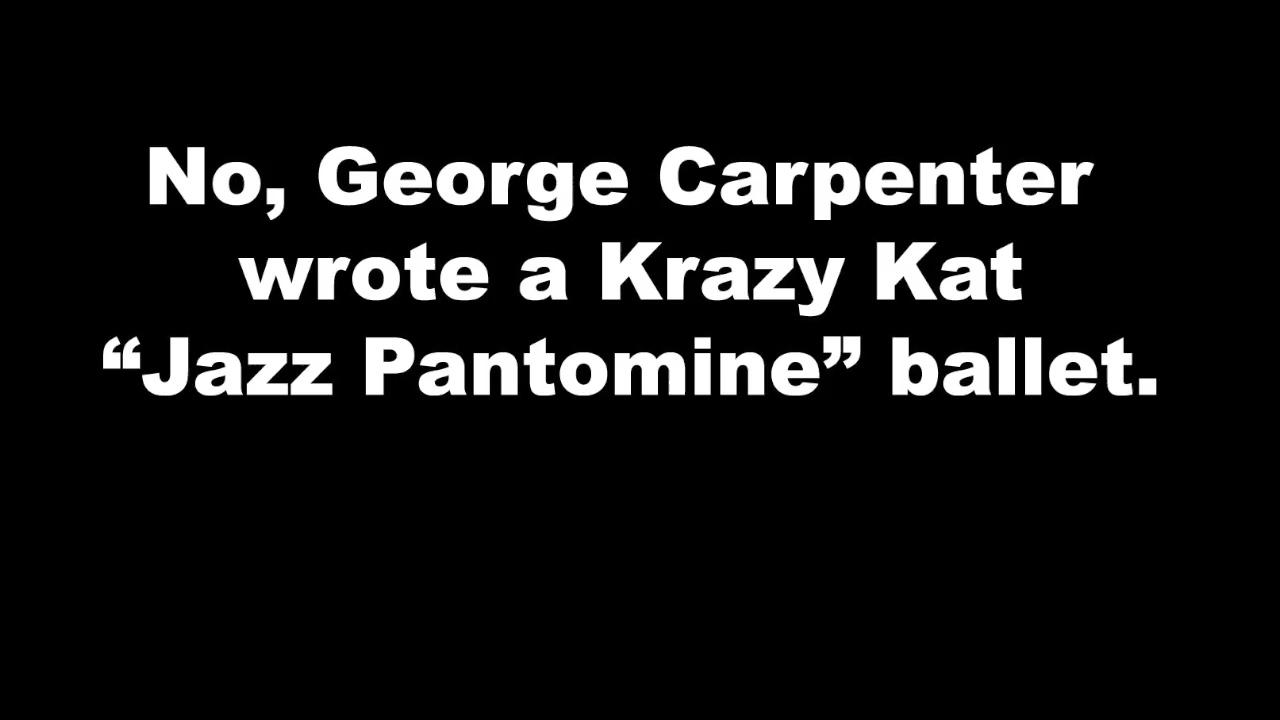 No, George Carpenter
wrote a Krazy Kat
“Jazz Pantomine” ballet.